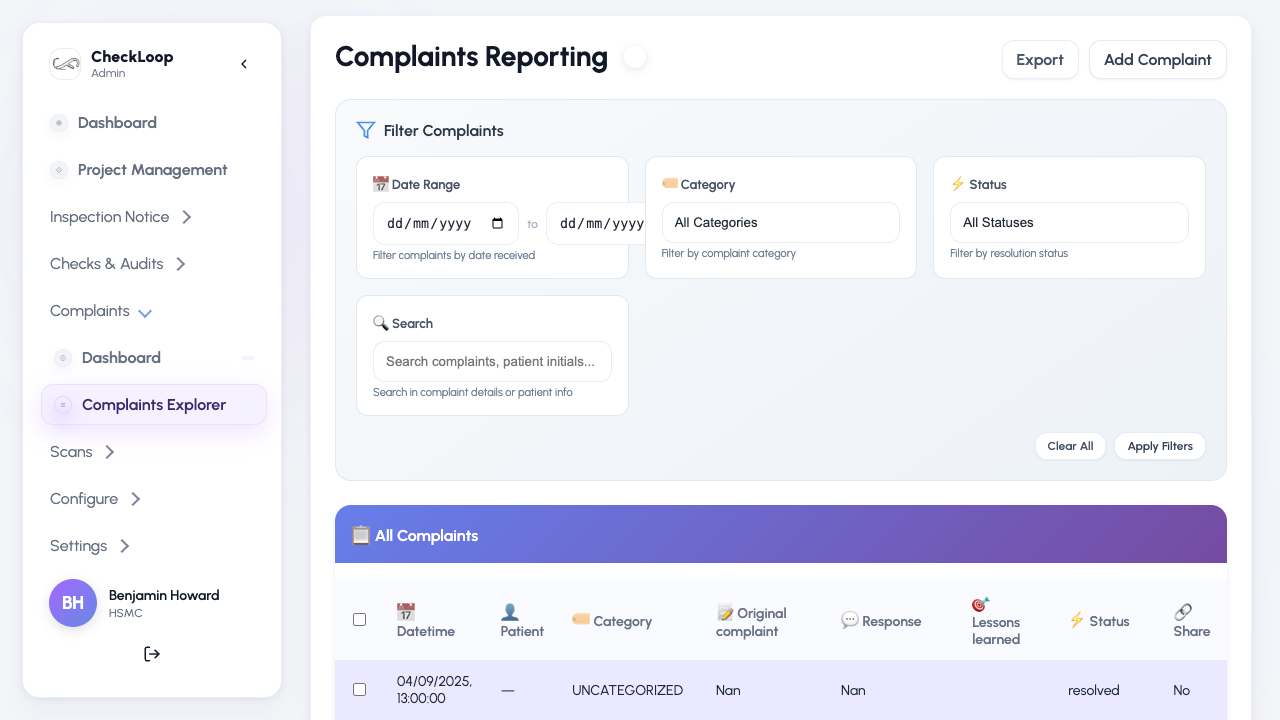 CheckLoop
Admin
Dashboard
Project Management
Inspection Notice
Checks & Audits
Complaints
Dashboard
Complaints Explorer
Scans
Configure
Settings
BH
Benjamin Howard
HSMC
Complaints Reporting
Export
Add Complaint
Filter Complaints
Date Range
dd/mm/yyyy to dd/mm/yyyy
Filter complaints by date received
Category
All Categories
Filter by complaint category
Status
All Statuses
Filter by resolution status
Search
Search complaints, patient initials...
Search in complaint details or patient info
Clear All
Apply Filters
All Complaints
Datetime
Patient
Category
Original
complaint
Response
Lessons
learned
Status
Share
04/09/2025,
13:00:00
—
UNCATEGORIZED
Nan
Nan
resolved
No